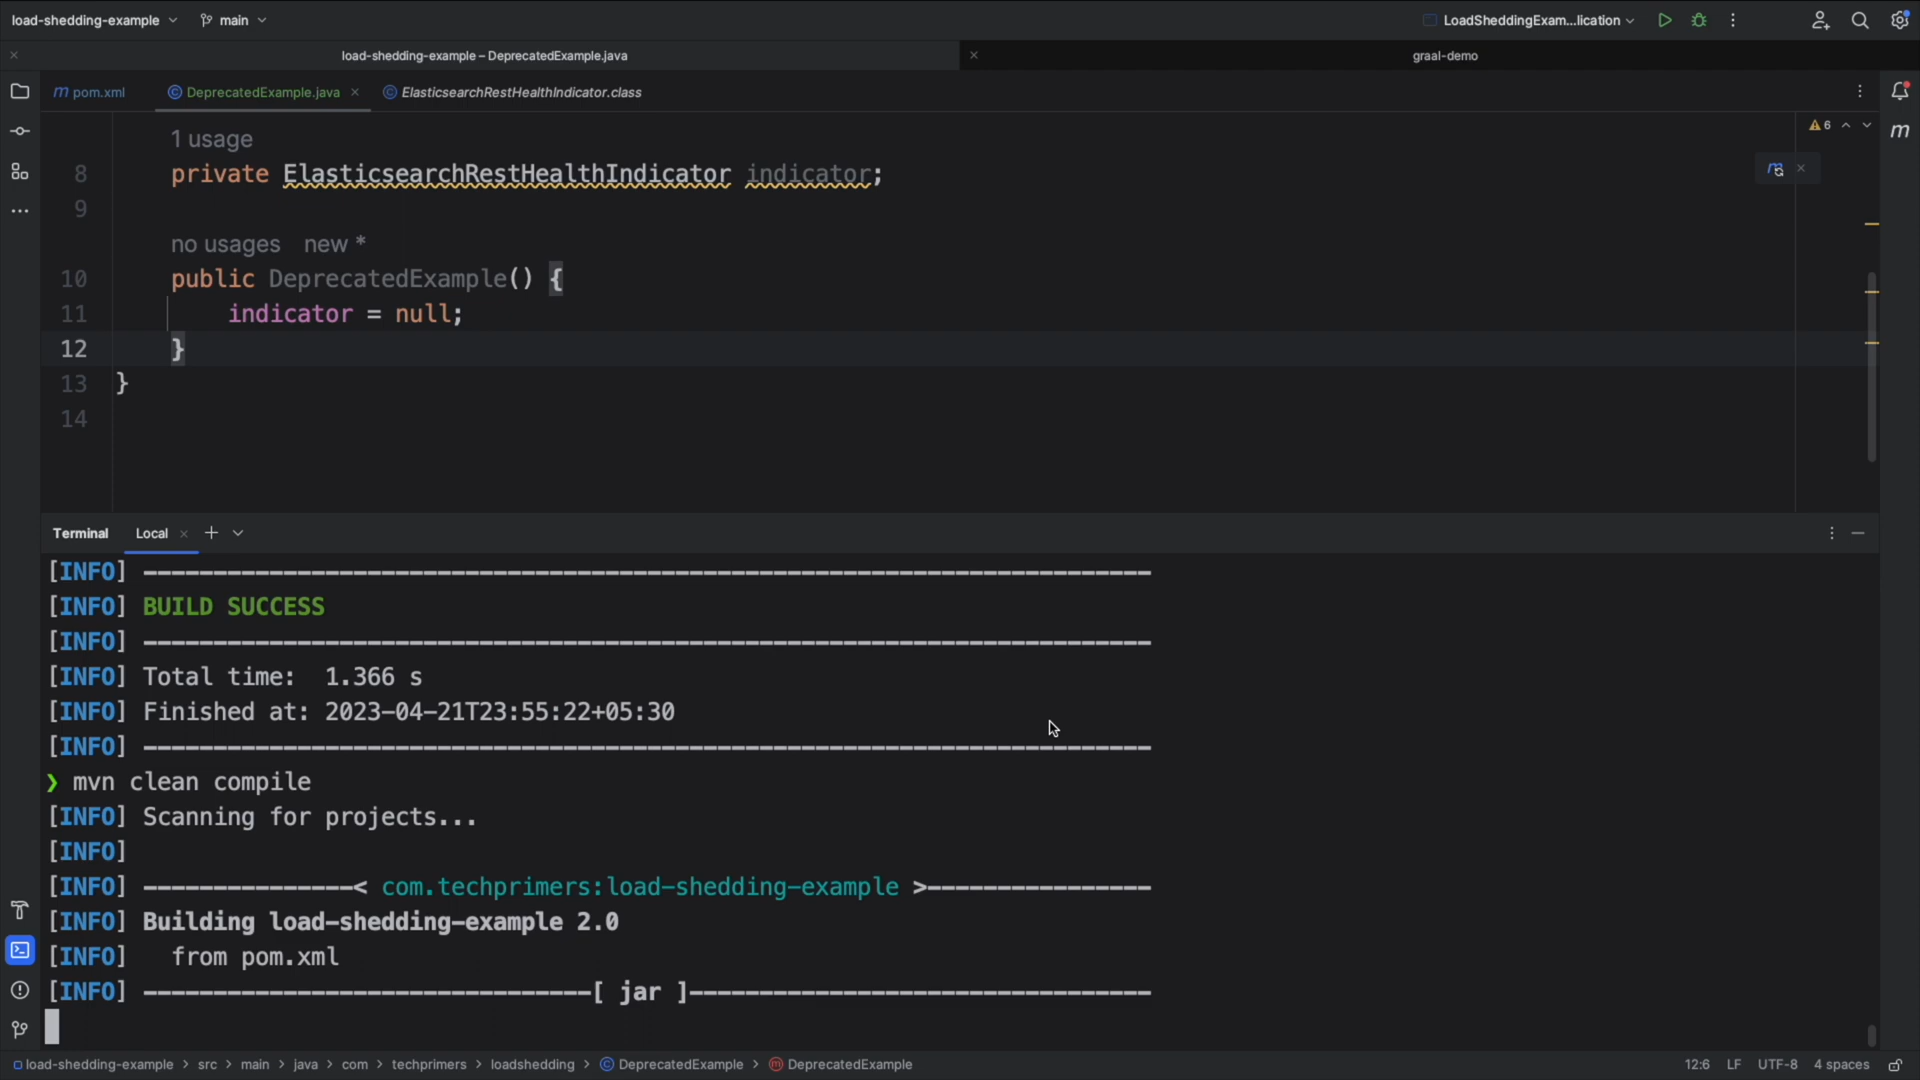 load-shedding-example main LoadSheddingExam...lication
load-shedding-example – DeprecatedExample.java graal-demo
pom.xml DeprecatedExample.java ElasticsearchRestHealthIndicator.class
1 usage
6
8 private ElasticsearchRestHealthIndicator indicator;
9
no usages new *
10 public DeprecatedExample() {
11 indicator = null;
12 }
13 }
14
Terminal Local
[INFO] ------------------------------------------------------------------------
[INFO] BUILD SUCCESS
[INFO] ------------------------------------------------------------------------
[INFO] Total time:  1.366 s
[INFO] Finished at: 2023-04-21T23:55:22+05:30
[INFO] ------------------------------------------------------------------------
❯ mvn clean compile
[INFO] Scanning for projects...
[INFO]
[INFO] ---------------< com.techprimers:load-shedding-example >----------------
[INFO] Building load-shedding-example 2.0
[INFO]   from pom.xml
[INFO] --------------------------------[ jar ]---------------------------------
load-shedding-example > src > main > java > com > techprimers > loadshedding > DeprecatedExample > DeprecatedExample 12:6 LF UTF-8 4 spaces